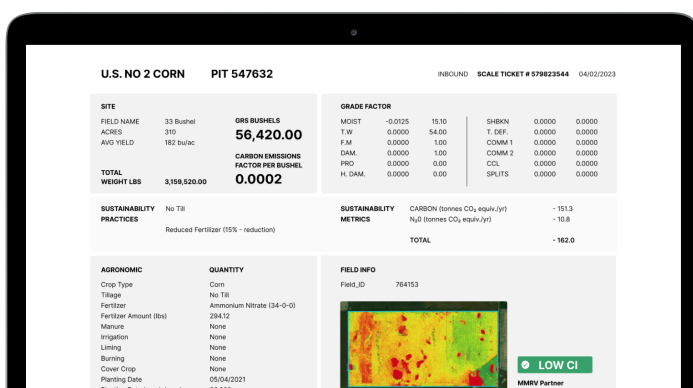 U.S. NO 2 CORN PIT 547632 INBOUND SCALE TICKET # 579823544 04/02/2023
SITE
FIELD NAME 33 Bushel
ACRES 310
AVG YIELD 182 bu/ac
TOTAL
WEIGHT LBS 3,159,520.00
GRS BUSHELS
56,420.00
CARBON EMISSIONS
FACTOR PER BUSHEL
0.0002
GRADE FACTOR
MOIST -0.0125 15.10 SHBKN 0.0000 0.0000
T.W 0.0000 54.00 T. DEF. 0.0000 0.0000
F.M 0.0000 1.00 COMM 1 0.0000 0.0000
DAM. 0.0000 1.00 COMM 2 0.0000 0.0000
PRO 0.0000 0.00 CCL 0.0000 0.0000
H. DAM. 0.0000 0.00 SPLITS 0.0000 0.0000
SUSTAINABILITY No Till
PRACTICES
Reduced Fertilizer (15% - reduction)
SUSTAINABILITY CARBON (tonnes CO₂ equiv./yr) - 151.3
METRICS N₂0 (tonnes CO₂ equiv./yr) - 10.8
TOTAL - 162.0
AGRONOMIC QUANTITY
Crop Type Corn
Tillage No Till
Fertilzer Ammonium Nitrate (34-0-0)
Fertilzer Amount (lbs) 294.12
Manure None
Irrigation None
Liming None
Burning None
Cover Crop None
Planting Date 05/04/2021
FIELD INFO
Field_ID 764153
LOW CI
MMRV Partner